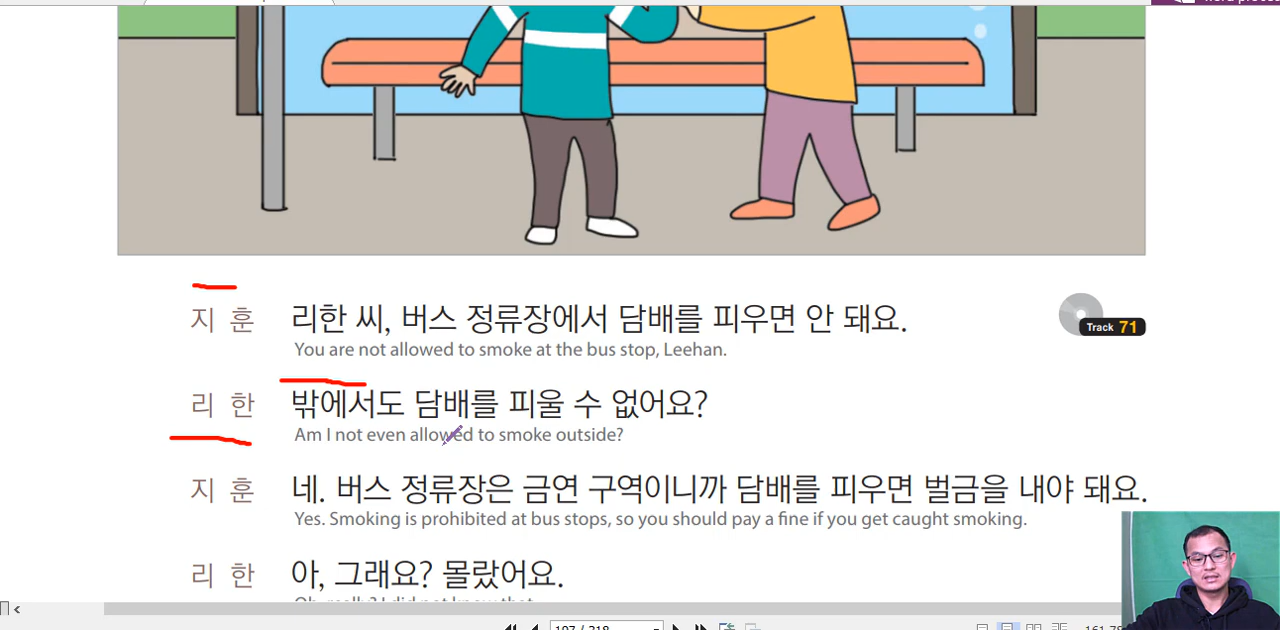 지 훈 리한 씨, 버스 정류장에서 담배를 피우면 안 돼요.
Track 71
You are not allowed to smoke at the bus stop, Leehan.
리 한 밖에서도 담배를 피울 수 없어요?
Am I not even allowed to smoke outside?
지 훈 네. 버스 정류장은 금연 구역이니까 담배를 피우면 벌금을 내야 돼요.
Yes. Smoking is prohibited at bus stops, so you should pay a fine if you get caught smoking.
리 한 아, 그래요? 몰랐어요.